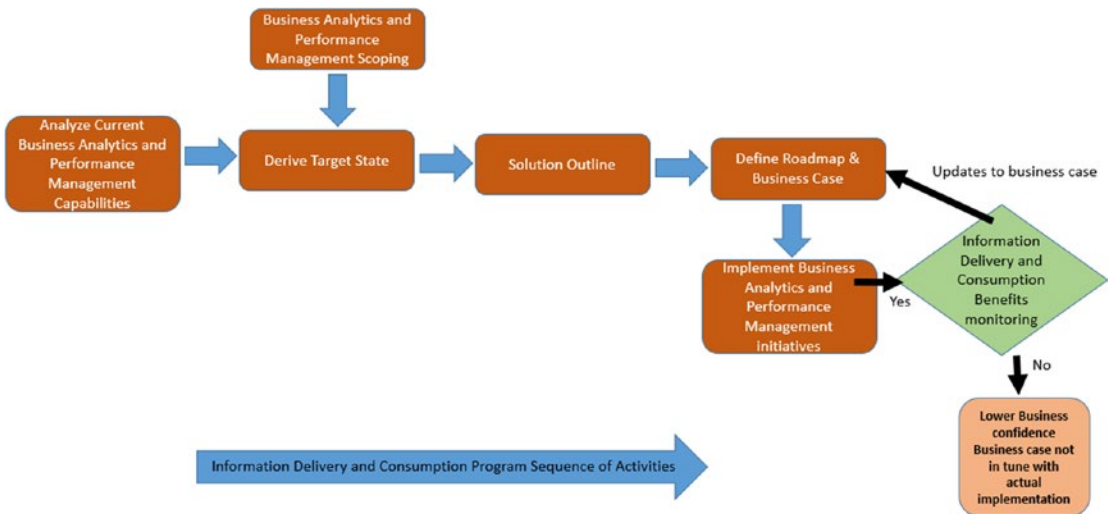 Business Analytics and
Performance
Management Scoping
Analyze Current
Business Analytics and
Performance
Management
Capabilities
Derive Target State
Solution Outline
Define Roadmap &
Business Case
Updates to business case
Implement Business
Analytics and
Performance
Management
initiatives
Yes
Information
Delivery and
Consumption
Benefits
monitoring
No
Lower Business
confidence
Business case not
in tune with
actual
implementation
Information Delivery and Consumption Program Sequence of Activities